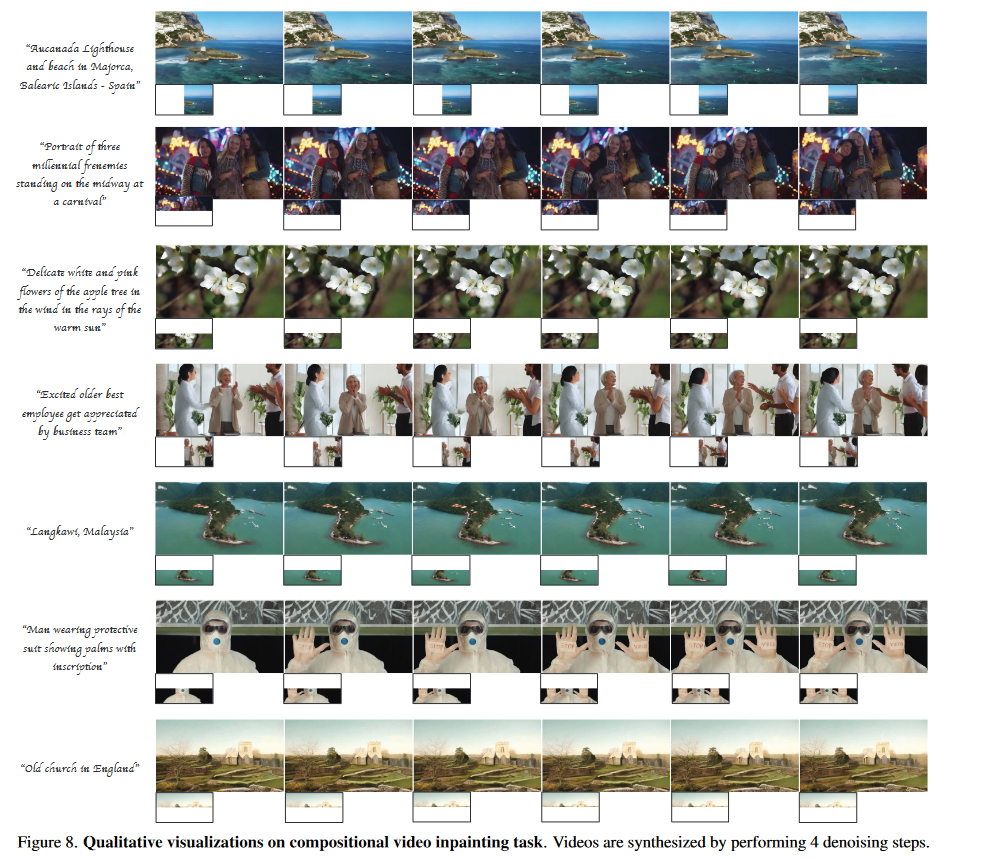 "Aucanada Lighthouse
and beach in Majorca,
Balearic Islands - Spain"
"Portrait of three
millennial frenemies
standing on the midway at
a carnival"
"Delicate white and pink
flowers of the apple tree in
the wind in the rays of the
warm sun"
"Excited older best
employee get appreciated
by business team"
"Langkawi, Malaysia"
"Man wearing protective
suit showing palms with
inscription"
"Old church in England"
Figure 8. Qualitative visualizations on compositional video inpainting task. Videos are synthesized by performing 4 denoising steps.